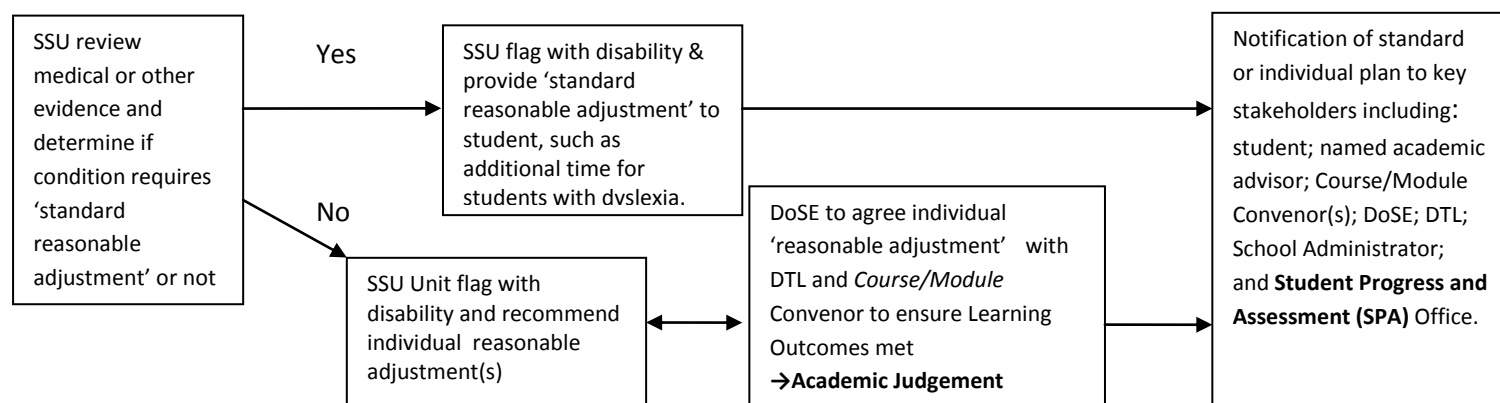 SSU review
medical or other
evidence and
determine if
condition requires
‘standard
reasonable
adjustment’ or not
Yes
No
SSU flag with disability &
provide ‘standard
reasonable adjustment’ to
student, such as
additional time for
students with dyslexia.
SSU Unit flag with
disability and recommend
individual reasonable
adjustment(s)
DoSE to agree individual
‘reasonable adjustment’ with
DTL and Course/Module
Convenor to ensure Learning
Outcomes met
→Academic Judgement
Notification of standard
or individual plan to key
stakeholders including:
student; named academic
advisor; Course/Module
Convenor(s); DoSE; DTL;
School Administrator;
and Student Progress and
Assessment (SPA) Office.